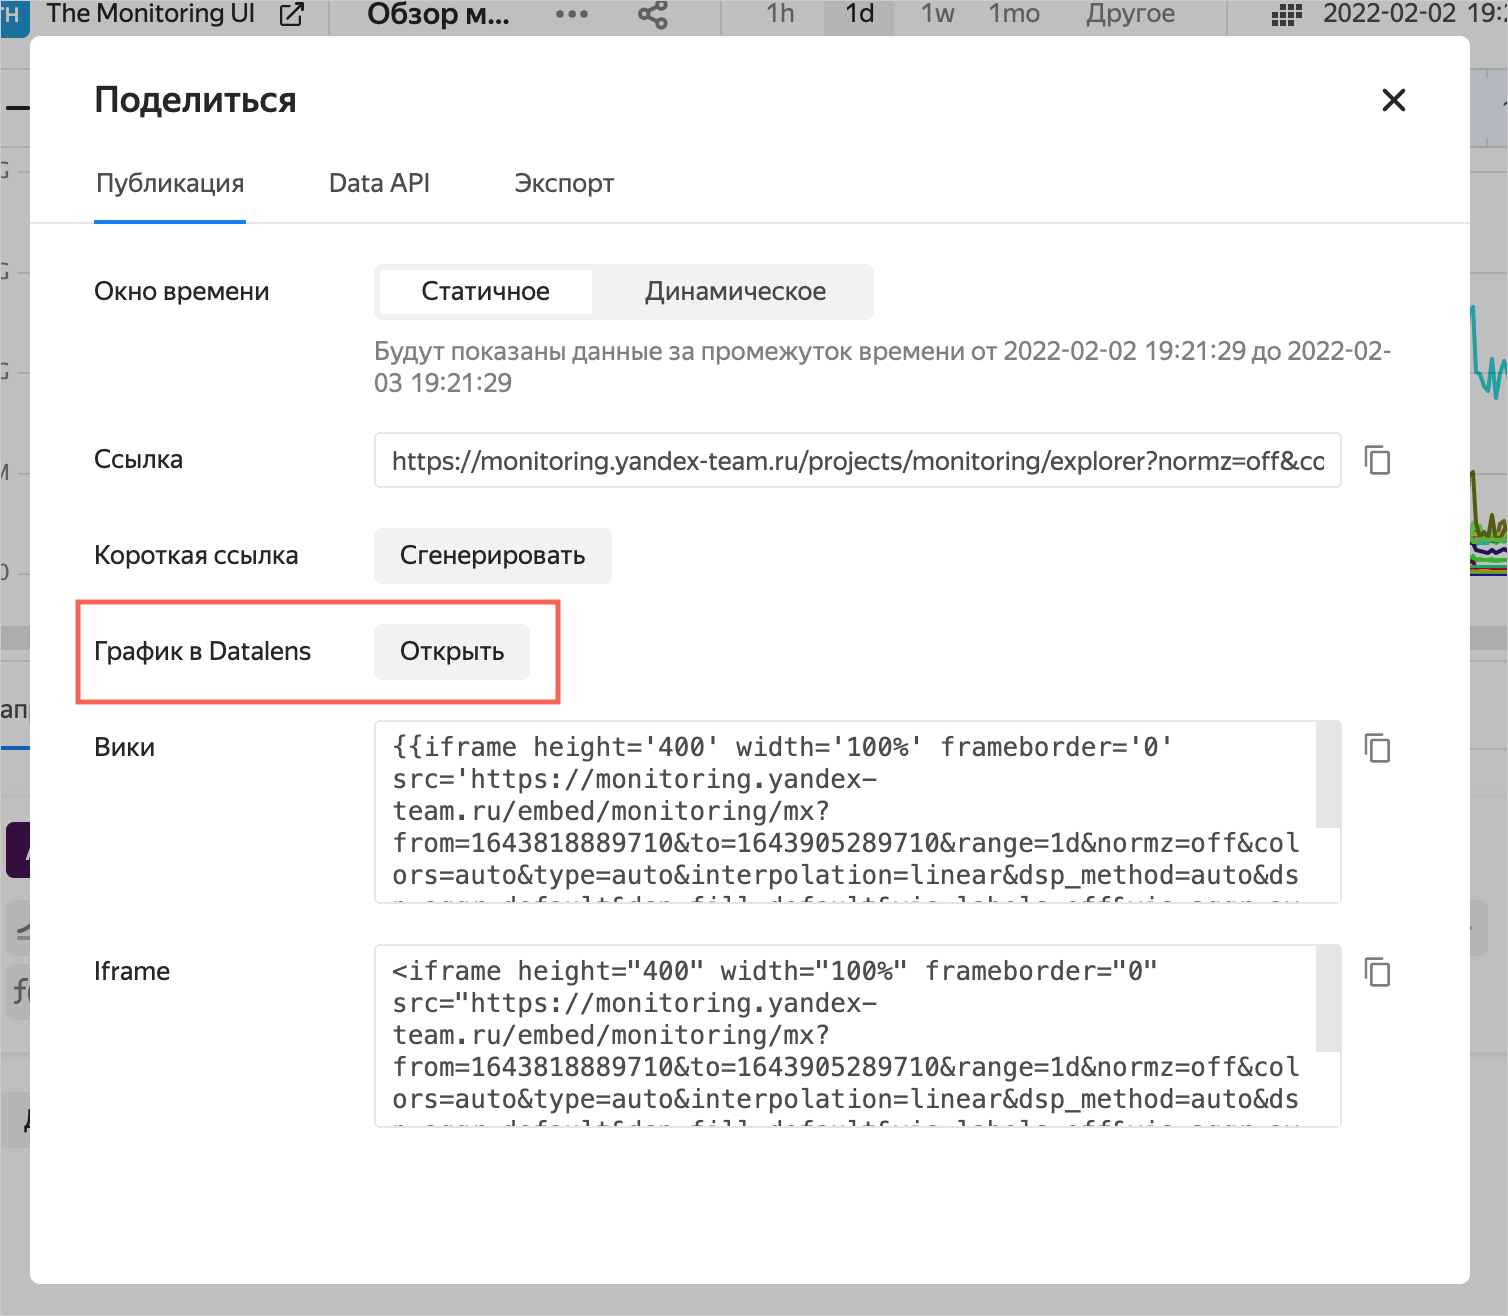 The Monitoring UI
Обзор м...
1h
1d
1w
1mo
Другое
2022-02-02
Поделиться
Публикация
Data API
Экспорт
Окно времени
Статичное
Динамическое
Будут показаны данные за промежуток времени от 2022-02-02 19:21:29 до 2022-02-
03 19:21:29
Ссылка
https://monitoring.yandex-team.ru/projects/monitoring/explorer?normz=off&co
Короткая ссылка
Сгенерировать
График в Datalens
Открыть
Вики
{{iframe height='400' width='100%' frameborder='0'
src='https://monitoring.yandex-
team.ru/embed/monitoring/mx?
from=1643818889710&to=1643905289710&range=1d&normz=off&col
ors=auto&type=auto&interpolation=linear&dsp_method=auto&ds
Iframe
<iframe height="400" width="100%" frameborder="0"
src="https://monitoring.yandex-
team.ru/embed/monitoring/mx?
from=1643818889710&to=1643905289710&range=1d&normz=off&col
ors=auto&type=auto&interpolation=linear&dsp_method=auto&ds